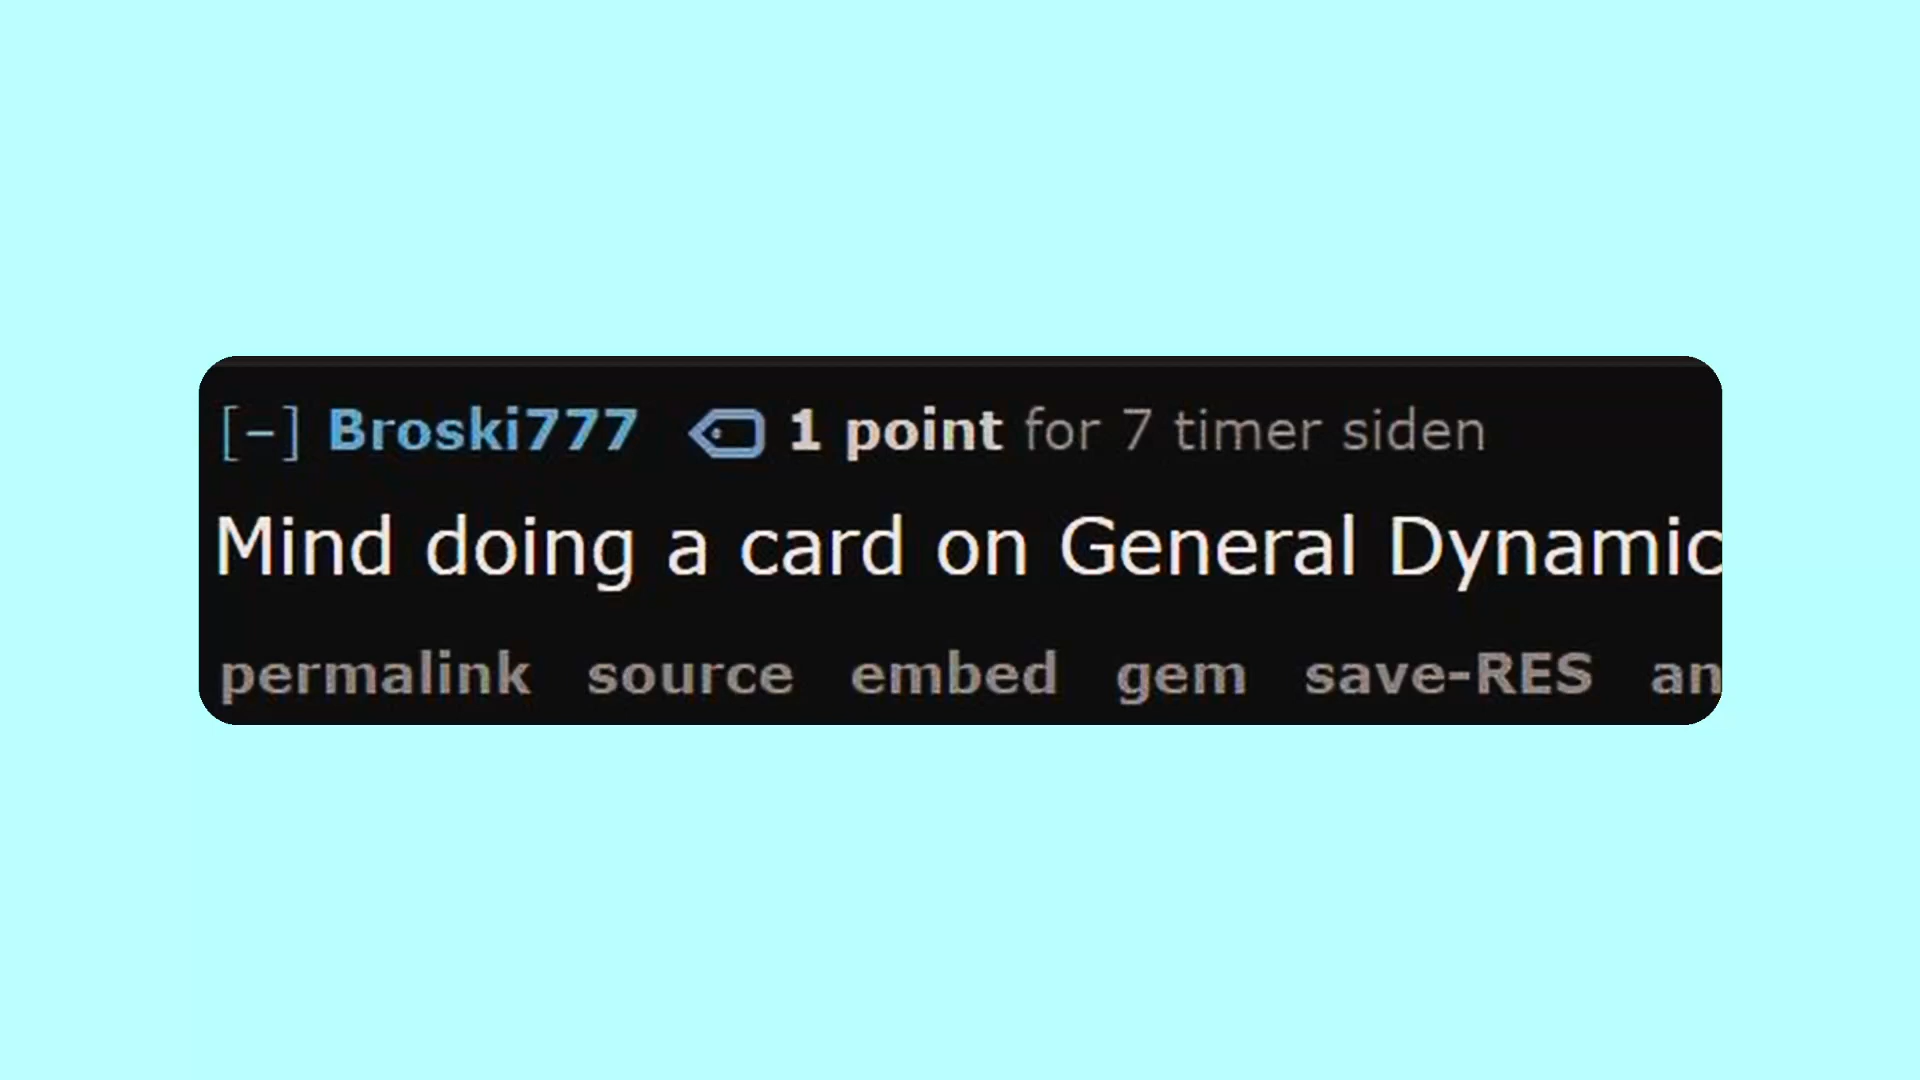 [–] Broski777 1 point for 7 timer siden
Mind doing a card on General Dynamic
permalink source embed gem save-RES an